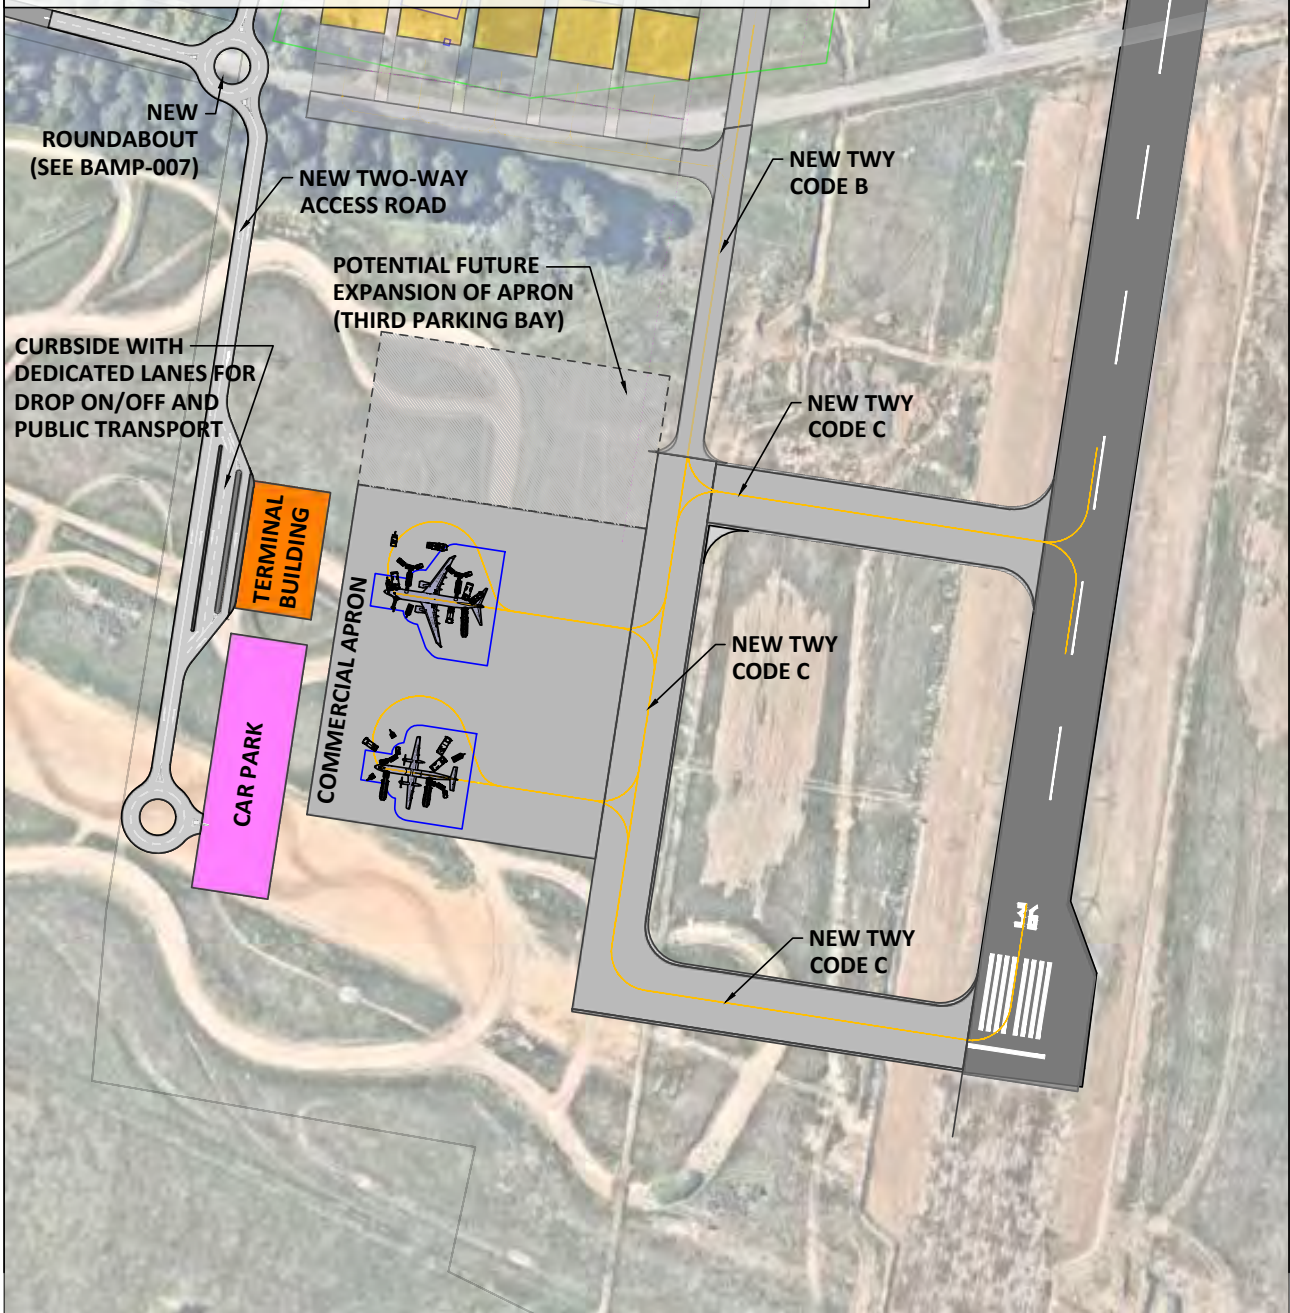 NEW
ROUNDABOUT
(SEE BAMP-007)
NEW TWO-WAY
ACCESS ROAD
NEW TWY
CODE B
POTENTIAL FUTURE
EXPANSION OF APRON
(THIRD PARKING BAY)
CURBSIDE WITH
DEDICATED LANES FOR
DROP ON/OFF AND
PUBLIC TRANSPORT
NEW TWY
CODE C
TERMINAL
BUILDING
COMMERCIAL APRON
NEW TWY
CODE C
CAR PARK
36
NEW TWY
CODE C